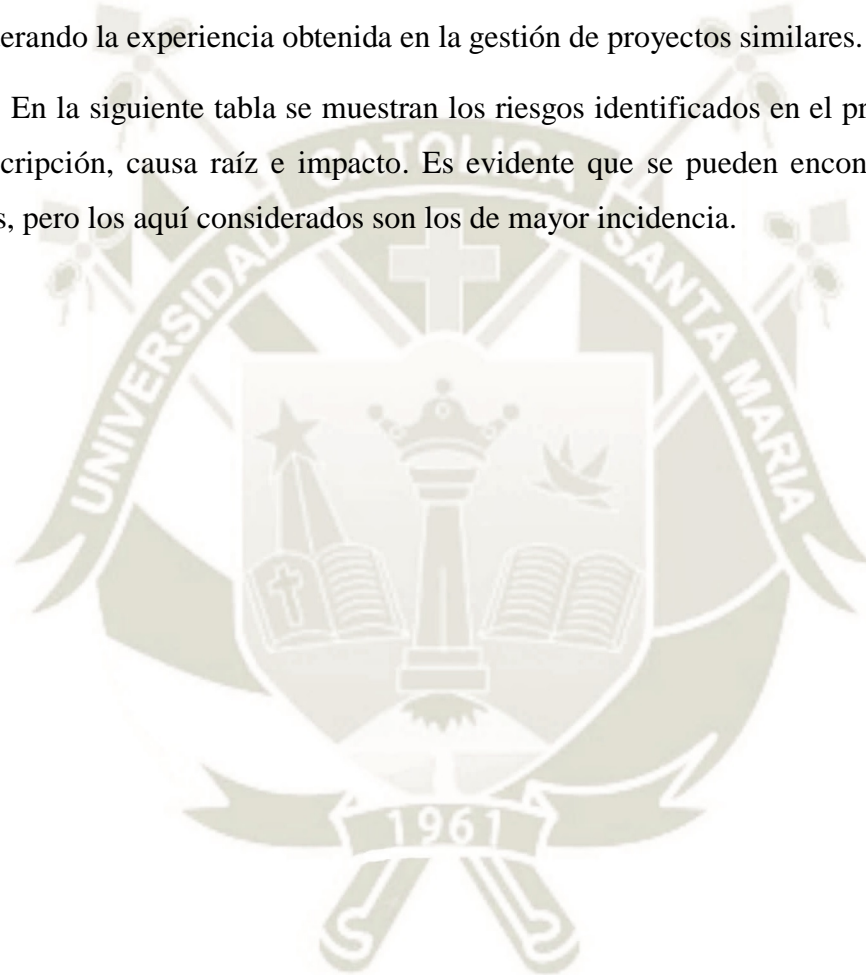 erando la experiencia obtenida en la gestión de proyectos similares.
En la siguiente tabla se muestran los riesgos identificados en el pr
cripción, causa raíz e impacto. Es evidente que se pueden encon
s, pero los aquí considerados son los de mayor incidencia.
UNIVERSIDAD CATOLICA SANTA MARIA
1961